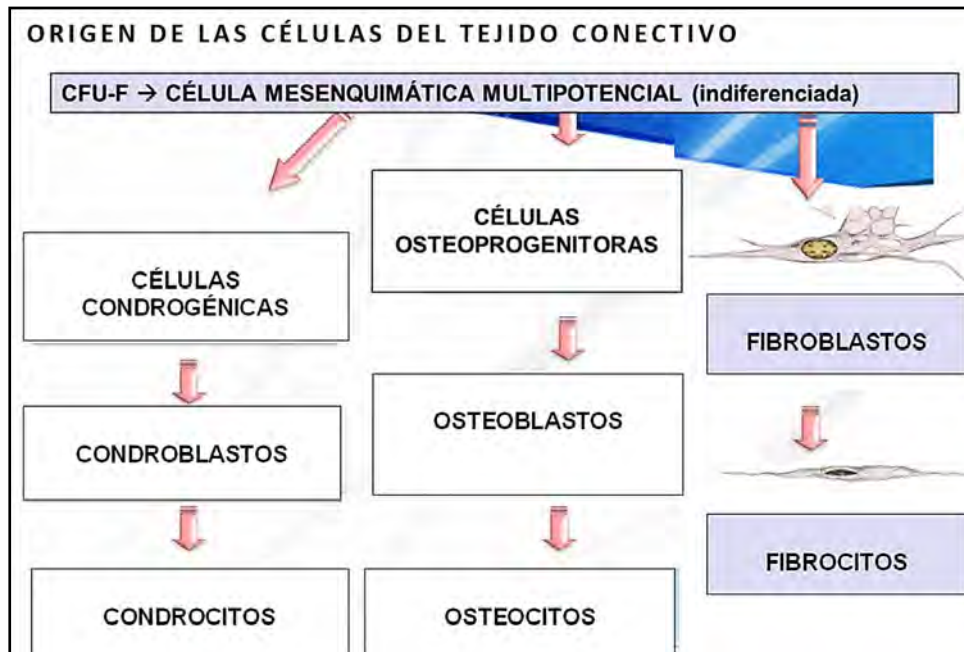 ORIGEN DE LAS CÉLULAS DEL TEJIDO CONECTIVO
CFU-F → CÉLULA MESENQUIMÁTICA MULTIPOTENCIAL (indiferenciada)
CÉLULAS
CONDROGÉNICAS
CONDROBLASTOS
CONDROCITOS
CÉLULAS
OSTEOPROGENITORAS
OSTEOBLASTOS
OSTEOCITOS
FIBROBLASTOS
FIBROCITOS